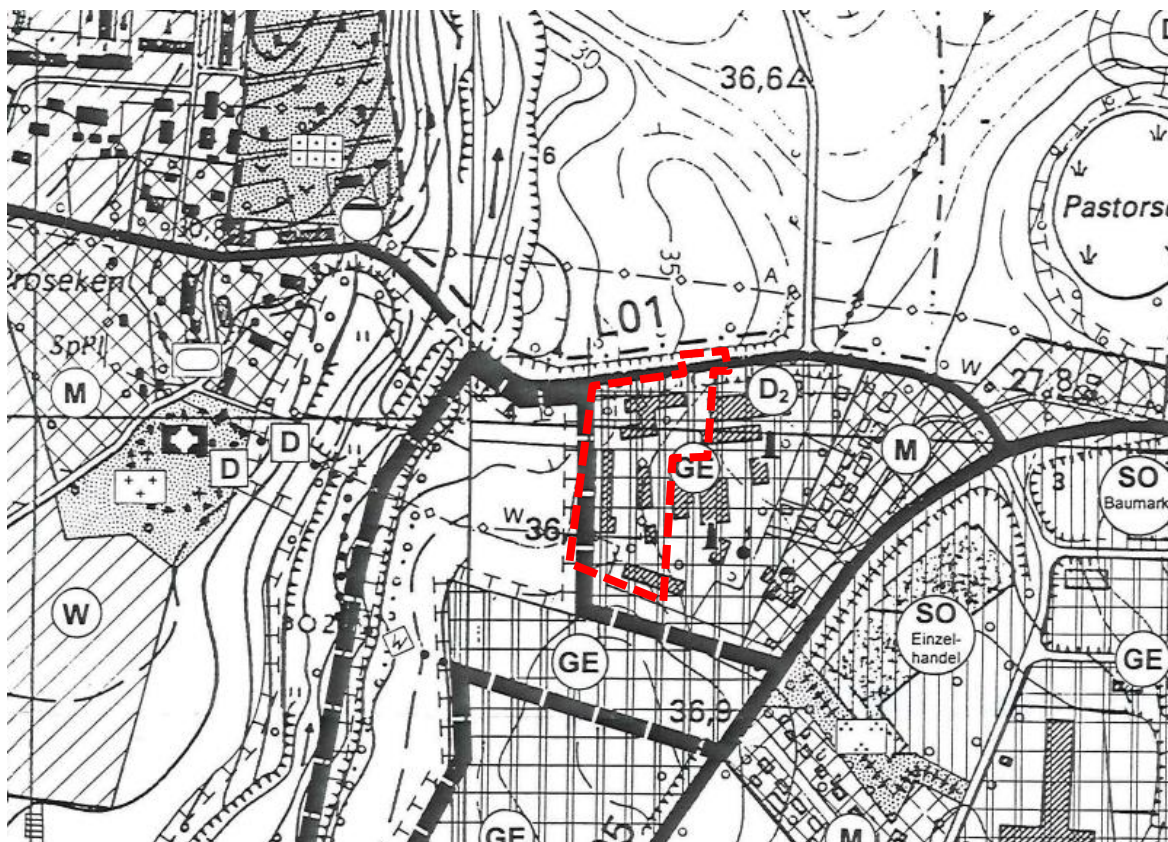 30
36,6
6
Pastors
35
A
L01
Proseken
SpPl
M
W
27,8
D₂
D
D
M
GE
SO
Baumark
3
W
36,
W
SO
Einzel-
handel
GE
GE
36,9
GE
M